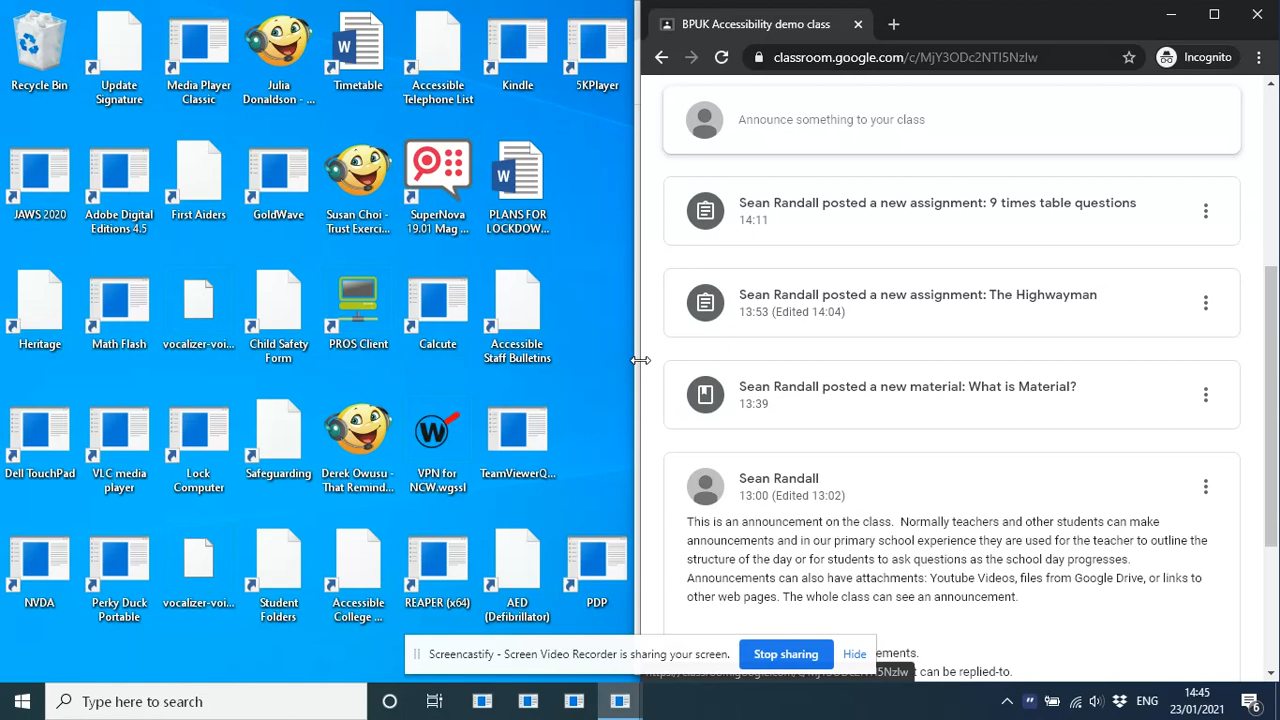 Recycle Bin
Update
Signature
Media Player
Classic
Julia
Donaldson - ...
Timetable
Accessible
Telephone List
Kindle
5KPlayer
JAWS 2020
Adobe Digital
Editions 4.5
First Aiders
GoldWave
Susan Choi -
Trust Exerci...
SuperNova
19.01 Mag ...
PLANS FOR
LOCKDOW...
Heritage
Math Flash
vocalizer-voi...
Child Safety
Form
PROS Client
Calcute
Accessible
Staff Bulletins
Dell TouchPad
VLC media
player
Lock
Computer
Safeguarding
Derek Owusu -
That Remind...
VPN for
NCW.wgssl
TeamViewerQ...
NVDA
Perky Duck
Portable
vocalizer-voi...
Student
Folders
Accessible
College ...
REAPER (x64)
AED
(Defibrillator)
PDP
BPUK Accessibility demo class
classroom.google.com/c/MjY3ODc2NTI5NzIw
Incognito
Announce something to your class
Sean Randall posted a new assignment: 9 times table questions
14:11
Sean Randall posted a new assignment: The Highwayman
13:53 (Edited 14:04)
Sean Randall posted a new material: What is Material?
13:39
Sean Randall
13:00 (Edited 13:02)
This is an announcement on the class. Normally teachers and other students can make
announcements and in our primary school experience they are used for the teacher to outline the
structure of the day or for students to ask questions as the school day progresses.
Announcements can also have attachments: Youtube Videos, files from Google Drive, or links to
other web pages. The whole class can see an announcement.
Screencastify - Screen Video Recorder is sharing your screen.
Stop sharing
Hide
ements.
can be replied-to.
Type here to search
ENG
14:45
23/01/2021
6